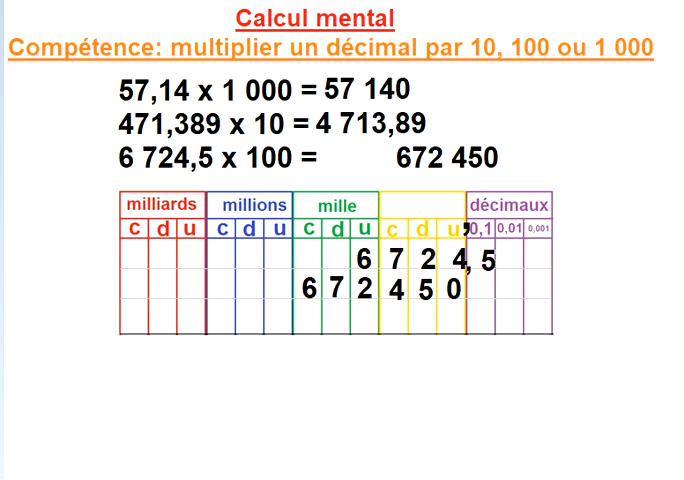 Calcul mental
Compétence: multiplier un décimal par 10, 100 ou 1 000
57,14 x 1 000 = 57 140
471,389 x 10 = 4 713,89
6 724,5 x 100 = 672 450
milliards millions mille décimaux
c d u c d u c d u c d u , 0,1 0,01 0,001
6 7 2 4, 5
6 7 2 4 5 0